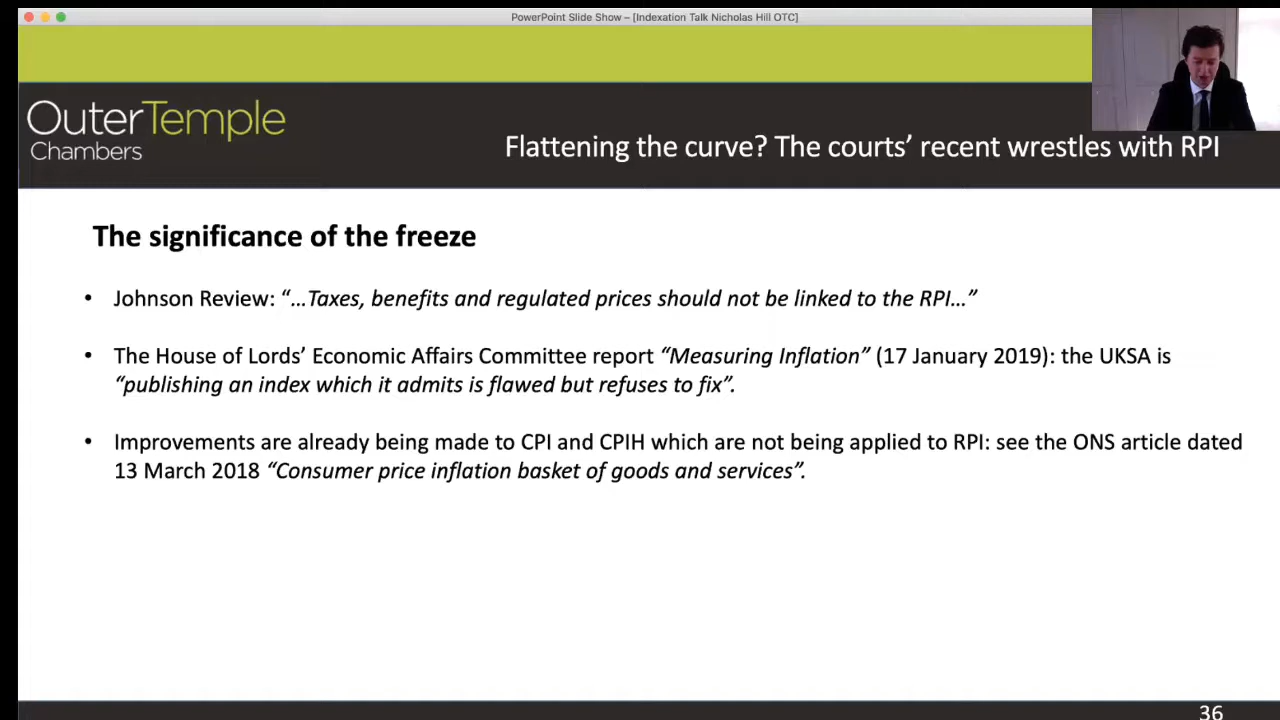 PowerPoint Slide Show – [Indexation Talk Nicholas Hill OTC]
OuterTemple
Chambers
Flattening the curve? The courts’ recent wrestles with RPI
The significance of the freeze
• Johnson Review: “…Taxes, benefits and regulated prices should not be linked to the RPI…”
• The House of Lords’ Economic Affairs Committee report “Measuring Inflation” (17 January 2019): the UKSA is
“publishing an index which it admits is flawed but refuses to fix”.
• Improvements are already being made to CPI and CPIH which are not being applied to RPI: see the ONS article dated
13 March 2018 “Consumer price inflation basket of goods and services”.
36